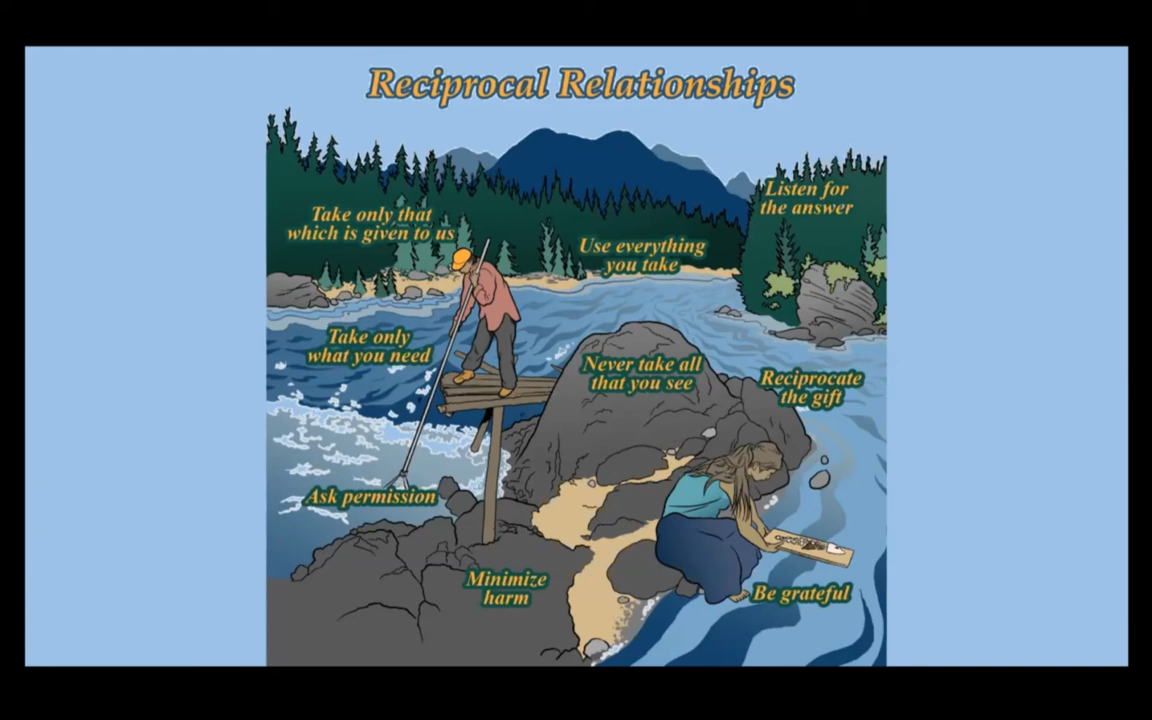 Reciprocal Relationships
Listen for
the answer
Take only that
which is given to us
Use everything
you take
Take only
what you need
Never take all
that you see
Reciprocate
the gift
Ask permission
Minimize
harm
Be grateful